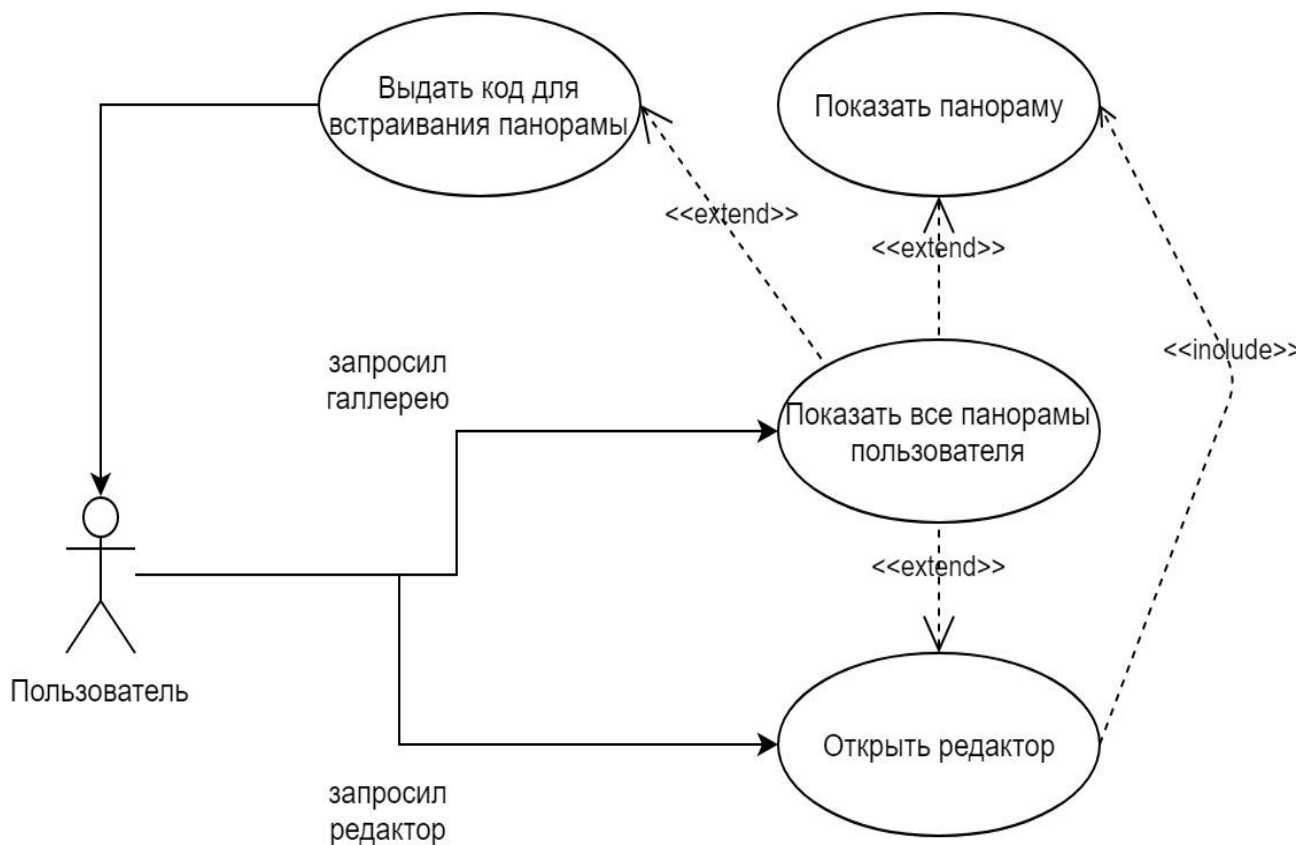 Выдать код для
встраивания панорамы
Показать панораму
<<extend>>
<<extend>>
<<include>>
запросил
галлерею
Показать все панорамы
пользователя
<<extend>>
Пользователь
Открыть редактор
запросил
редактор